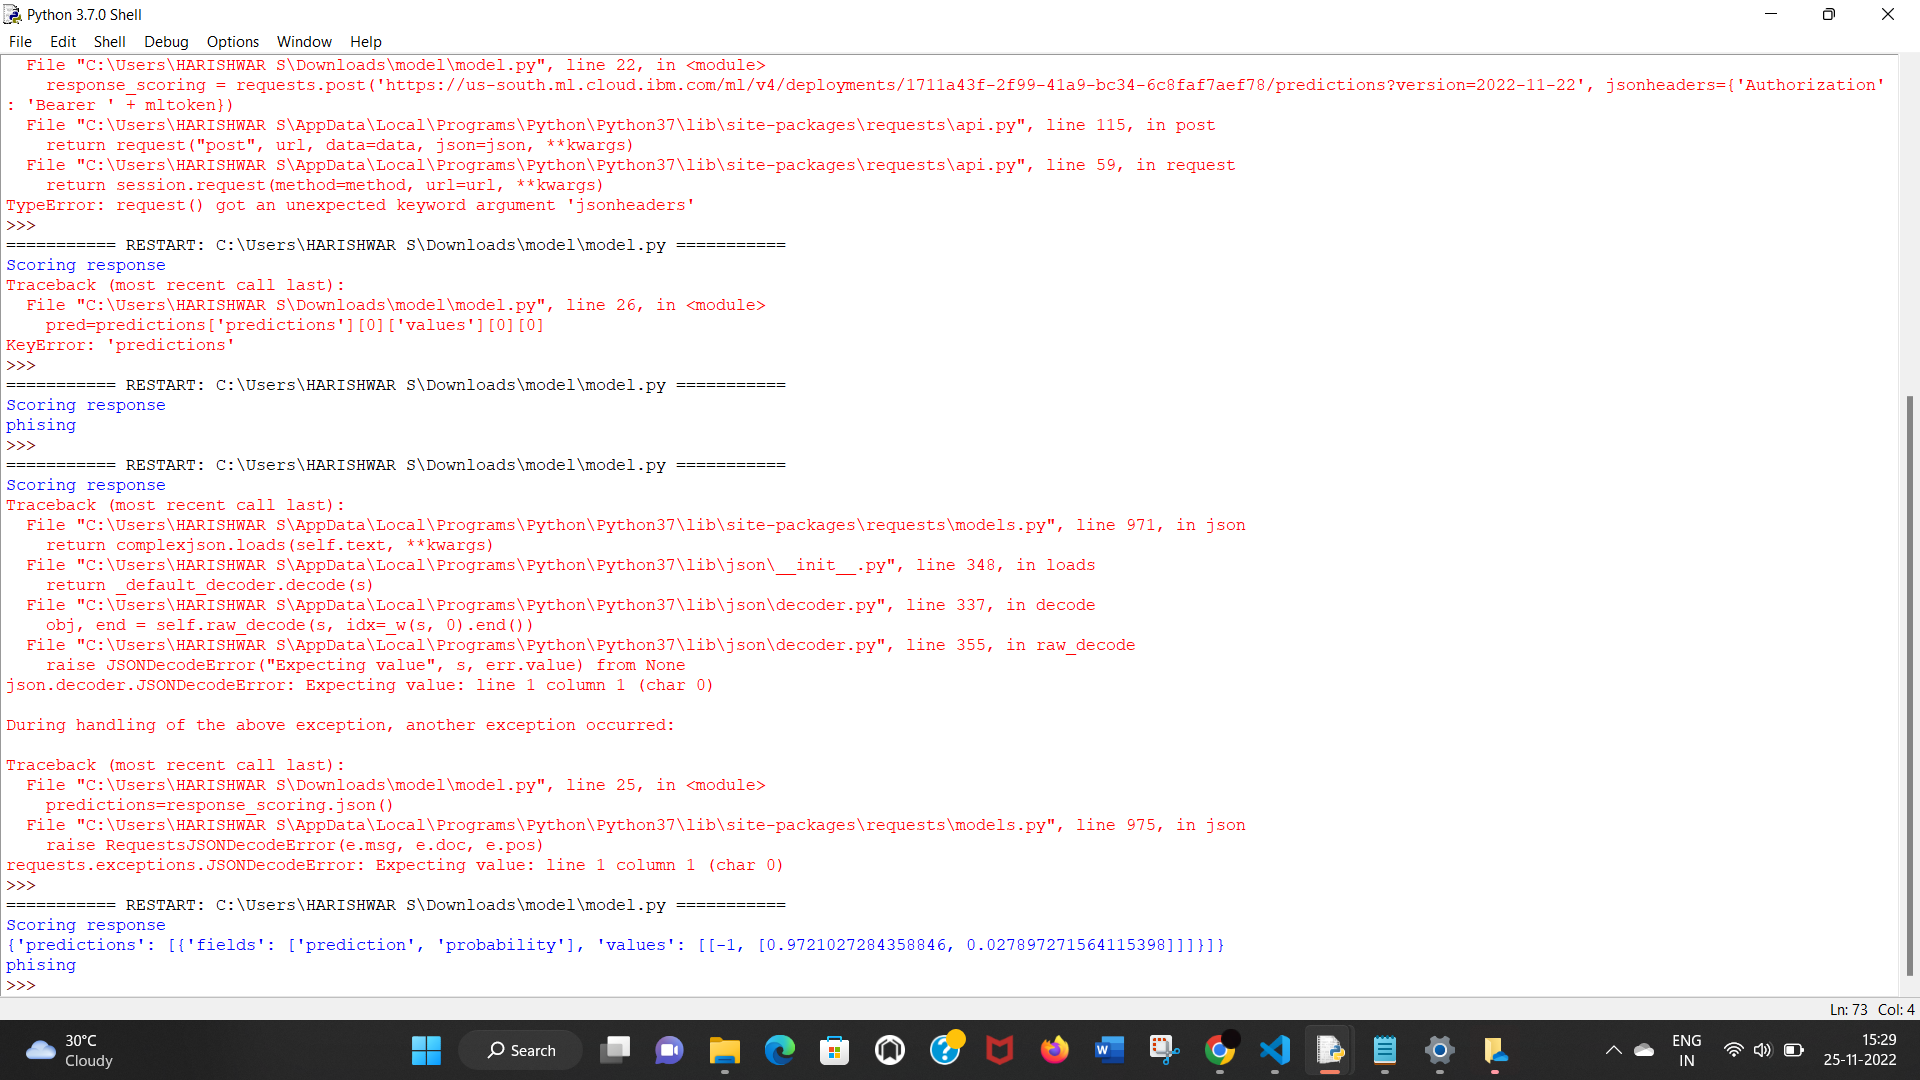 Python 3.7.0 Shell
File Edit Shell Debug Options Window Help
  File "C:\Users\HARISHWAR S\Downloads\model\model.py", line 22, in <module>
    response_scoring = requests.post('https://us-south.ml.cloud.ibm.com/ml/v4/deployments/1711a43f-2f99-41a9-bc34-6c8faf7aef78/predictions?version=2022-11-22', jsonheaders={'Authorization'
: 'Bearer ' + mltoken})
  File "C:\Users\HARISHWAR S\AppData\Local\Programs\Python\Python37\lib\site-packages\requests\api.py", line 115, in post
    return request("post", url, data=data, json=json, **kwargs)
  File "C:\Users\HARISHWAR S\AppData\Local\Programs\Python\Python37\lib\site-packages\requests\api.py", line 59, in request
    return session.request(method=method, url=url, **kwargs)
TypeError: request() got an unexpected keyword argument 'jsonheaders'
>>>
=========== RESTART: C:\Users\HARISHWAR S\Downloads\model\model.py ===========
Scoring response
Traceback (most recent call last):
  File "C:\Users\HARISHWAR S\Downloads\model\model.py", line 26, in <module>
    pred=predictions['predictions'][0]['values'][0][0]
KeyError: 'predictions'
>>>
=========== RESTART: C:\Users\HARISHWAR S\Downloads\model\model.py ===========
Scoring response
phising
>>>
=========== RESTART: C:\Users\HARISHWAR S\Downloads\model\model.py ===========
Scoring response
Traceback (most recent call last):
  File "C:\Users\HARISHWAR S\AppData\Local\Programs\Python\Python37\lib\site-packages\requests\models.py", line 971, in json
    return complexjson.loads(self.text, **kwargs)
  File "C:\Users\HARISHWAR S\AppData\Local\Programs\Python\Python37\lib\json\__init__.py", line 348, in loads
    return _default_decoder.decode(s)
  File "C:\Users\HARISHWAR S\AppData\Local\Programs\Python\Python37\lib\json\decoder.py", line 337, in decode
    obj, end = self.raw_decode(s, idx=_w(s, 0).end())
  File "C:\Users\HARISHWAR S\AppData\Local\Programs\Python\Python37\lib\json\decoder.py", line 355, in raw_decode
    raise JSONDecodeError("Expecting value", s, err.value) from None
json.decoder.JSONDecodeError: Expecting value: line 1 column 1 (char 0)

During handling of the above exception, another exception occurred:

Traceback (most recent call last):
  File "C:\Users\HARISHWAR S\Downloads\model\model.py", line 25, in <module>
    predictions=response_scoring.json()
  File "C:\Users\HARISHWAR S\AppData\Local\Programs\Python\Python37\lib\site-packages\requests\models.py", line 975, in json
    raise RequestsJSONDecodeError(e.msg, e.doc, e.pos)
requests.exceptions.JSONDecodeError: Expecting value: line 1 column 1 (char 0)
>>>
=========== RESTART: C:\Users\HARISHWAR S\Downloads\model\model.py ===========
Scoring response
{'predictions': [{'fields': ['prediction', 'probability'], 'values': [[-1, [0.9721027284358846, 0.027897271564115398]]]}]}
phising
>>>
Ln: 73 Col: 4
30°C
Cloudy
Search
ENG
IN
15:29
25-11-2022